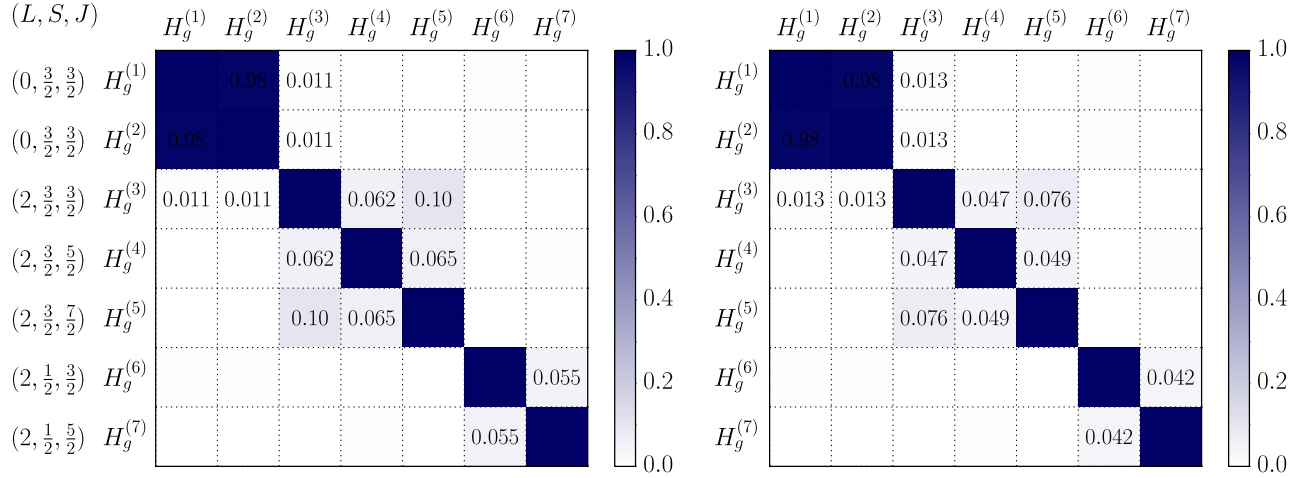 (L, S, J) H_g^{(1)} H_g^{(2)} H_g^{(3)} H_g^{(4)} H_g^{(5)} H_g^{(6)} H_g^{(7)}
(0, 3/2, 3/2) H_g^{(1)} 0.98 0.011
(0, 3/2, 3/2) H_g^{(2)} 0.98 0.011
(2, 3/2, 3/2) H_g^{(3)} 0.011 0.011 0.062 0.10
(2, 3/2, 5/2) H_g^{(4)} 0.062 0.065
(2, 3/2, 7/2) H_g^{(5)} 0.10 0.065
(2, 1/2, 3/2) H_g^{(6)} 0.055
(2, 1/2, 5/2) H_g^{(7)} 0.055
1.0
0.8
0.6
0.4
0.2
0.0
H_g^{(1)} H_g^{(2)} H_g^{(3)} H_g^{(4)} H_g^{(5)} H_g^{(6)} H_g^{(7)}
H_g^{(1)} 0.98 0.013
H_g^{(2)} 0.98 0.013
H_g^{(3)} 0.013 0.013 0.047 0.076
H_g^{(4)} 0.047 0.049
H_g^{(5)} 0.076 0.049
H_g^{(6)} 0.042
H_g^{(7)} 0.042
1.0
0.8
0.6
0.4
0.2
0.0